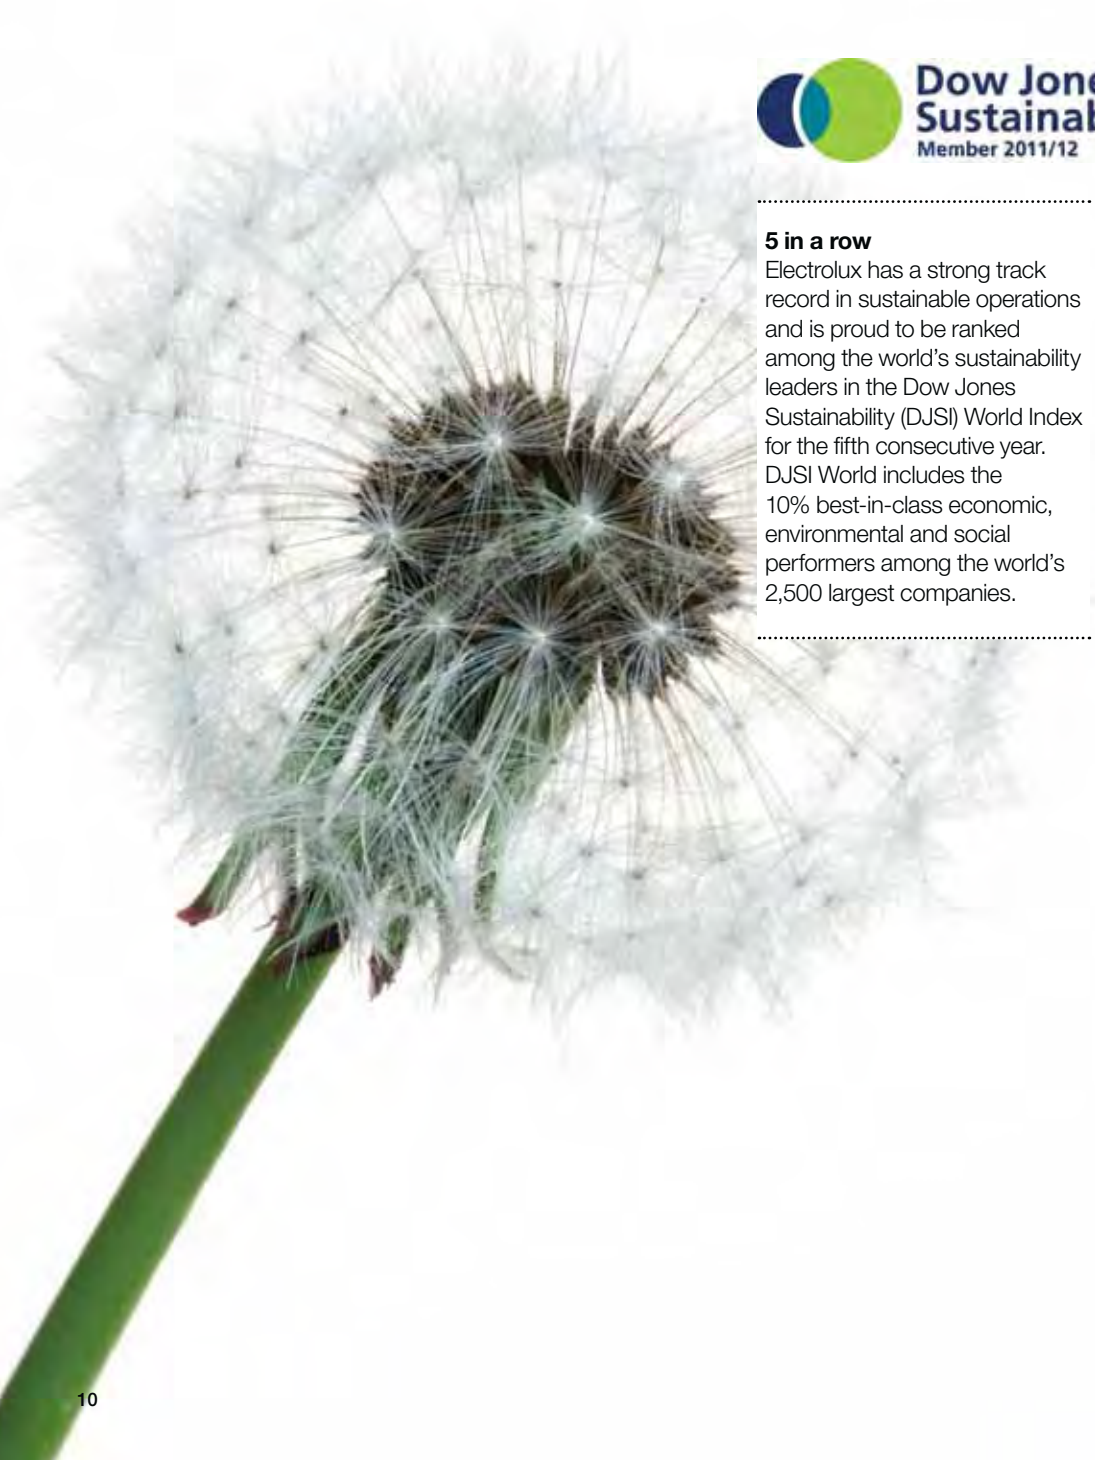 Dow Jone
Sustainab
Member 2011/12
5 in a row
Electrolux has a strong track
record in sustainable operations
and is proud to be ranked
among the world's sustainability
leaders in the Dow Jones
Sustainability (DJSI) World Index
for the fifth consecutive year.
DJSI World includes the
10% best-in-class economic,
environmental and social
performers among the world's
2,500 largest companies.
10